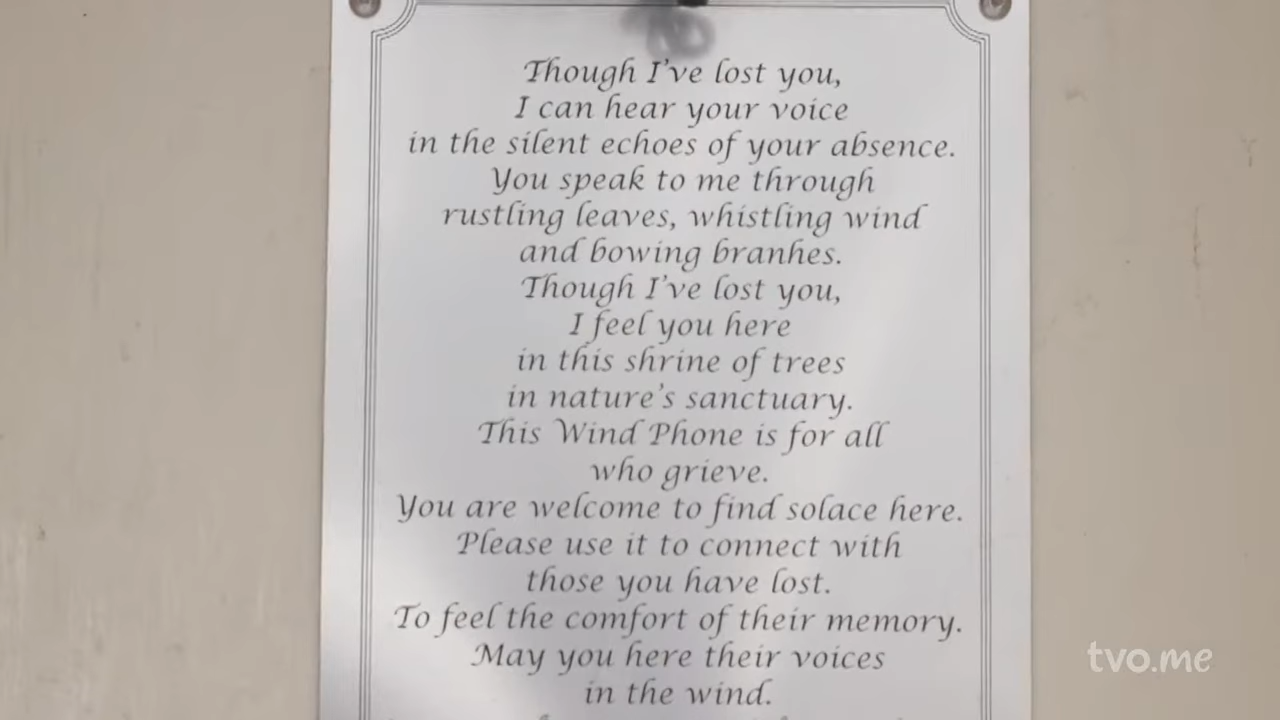 Though I've lost you,
I can hear your voice
in the silent echoes of your absence.
You speak to me through
rustling leaves, whistling wind
and bowing branhes.
Though I've lost you,
I feel you here
in this shrine of trees
in nature's sanctuary.
This Wind Phone is for all
who grieve.
You are welcome to find solace here.
Please use it to connect with
those you have lost.
To feel the comfort of their memory.
May you here their voices
in the wind.
tvo.me